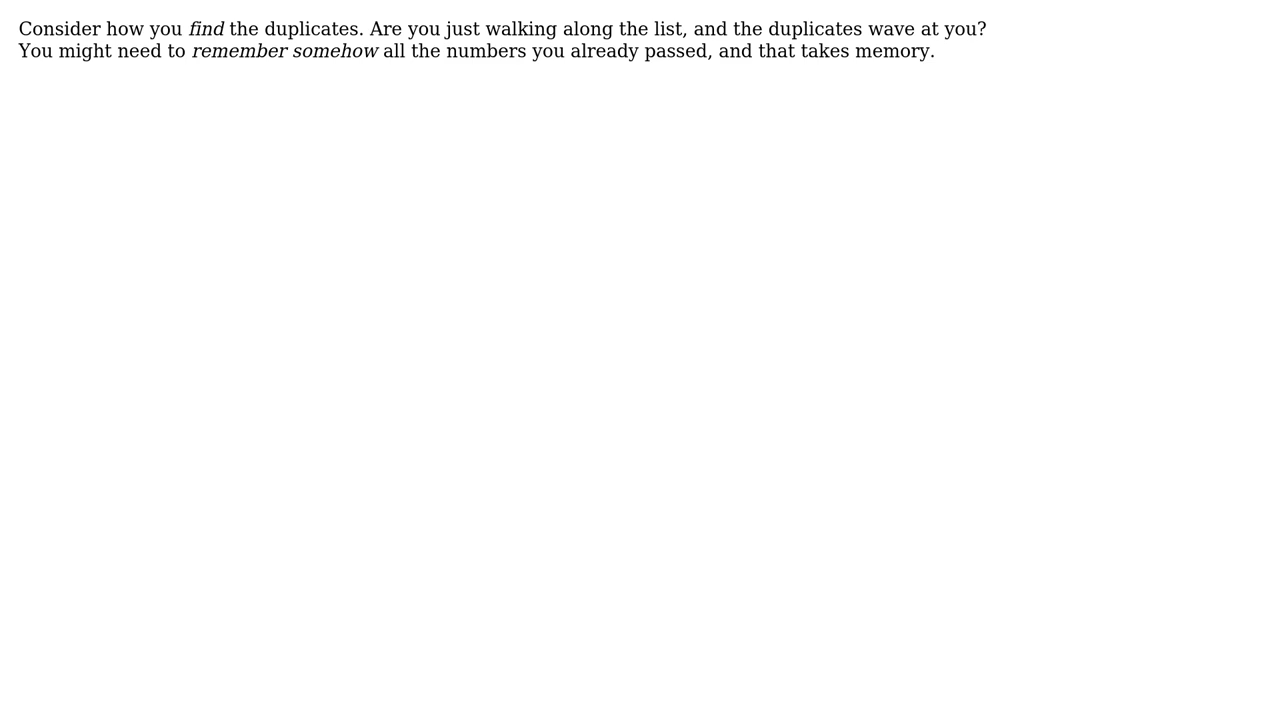 Consider how you find the duplicates. Are you just walking along the list, and the duplicates wave at you?
You might need to remember somehow all the numbers you already passed, and that takes memory.